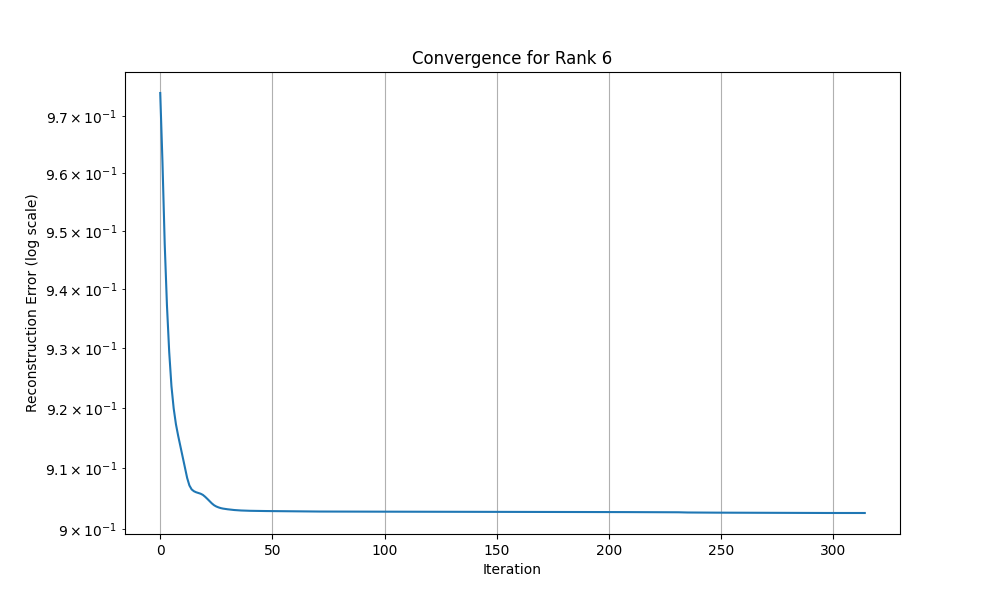 Convergence for Rank 6
Reconstruction Error (log scale)
9.7 × 10⁻¹
9.6 × 10⁻¹
9.5 × 10⁻¹
9.4 × 10⁻¹
9.3 × 10⁻¹
9.2 × 10⁻¹
9.1 × 10⁻¹
9 × 10⁻¹
0 50 100 150 200 250 300
Iteration